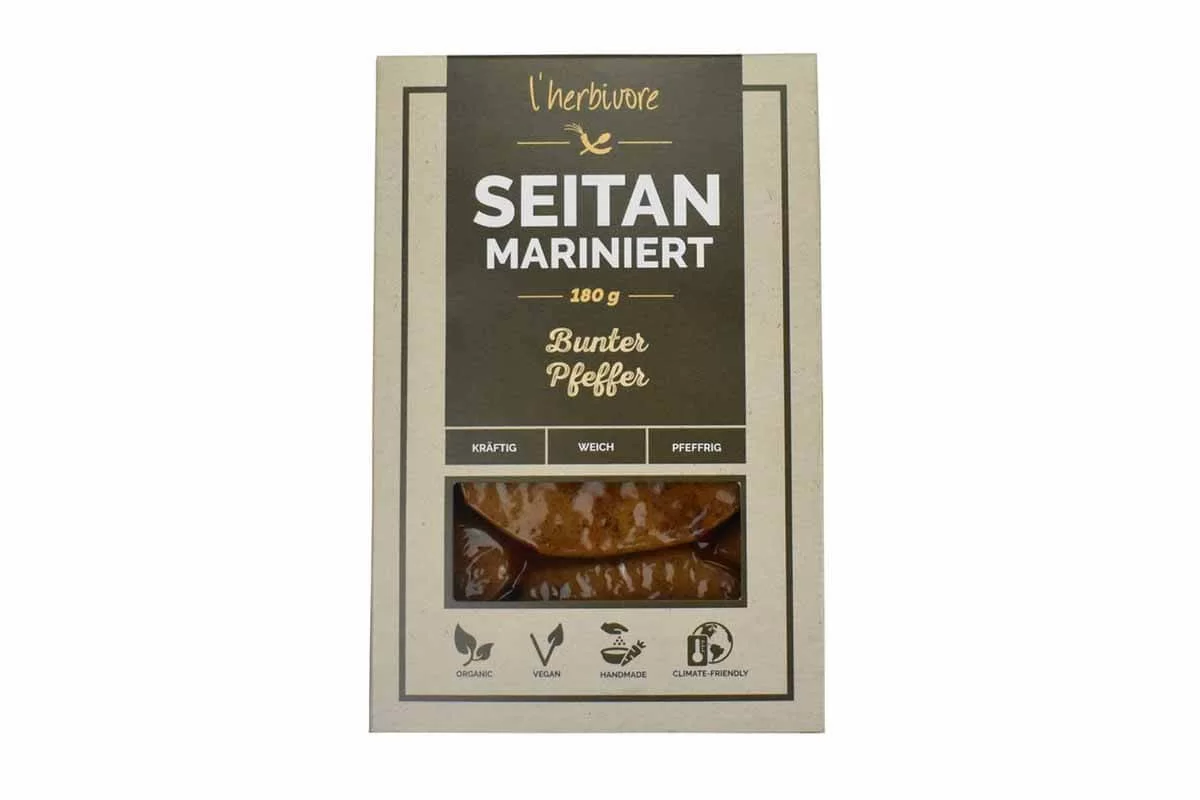 l'herbivore
SEITAN
MARINIERT
180 g
Bunter
Pfeffer
KRÄFTIG WEICH PFEFFRIG
ORGANIC VEGAN HANDMADE CLIMATE-FRIENDLY